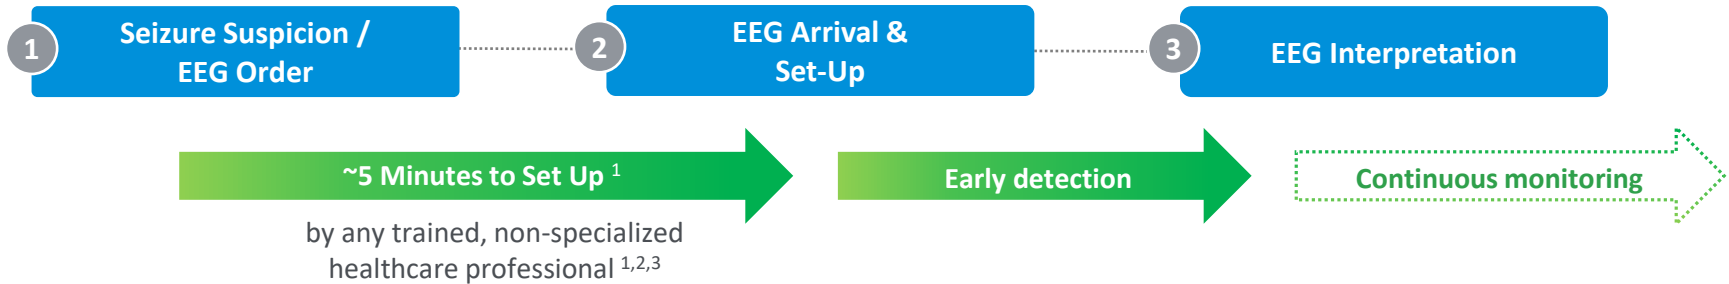 1
Seizure Suspicion /
EEG Order
2
EEG Arrival &
Set-Up
3
EEG Interpretation
~5 Minutes to Set Up 1
by any trained, non-specialized
healthcare professional 1,2,3
Early detection
Continuous monitoring